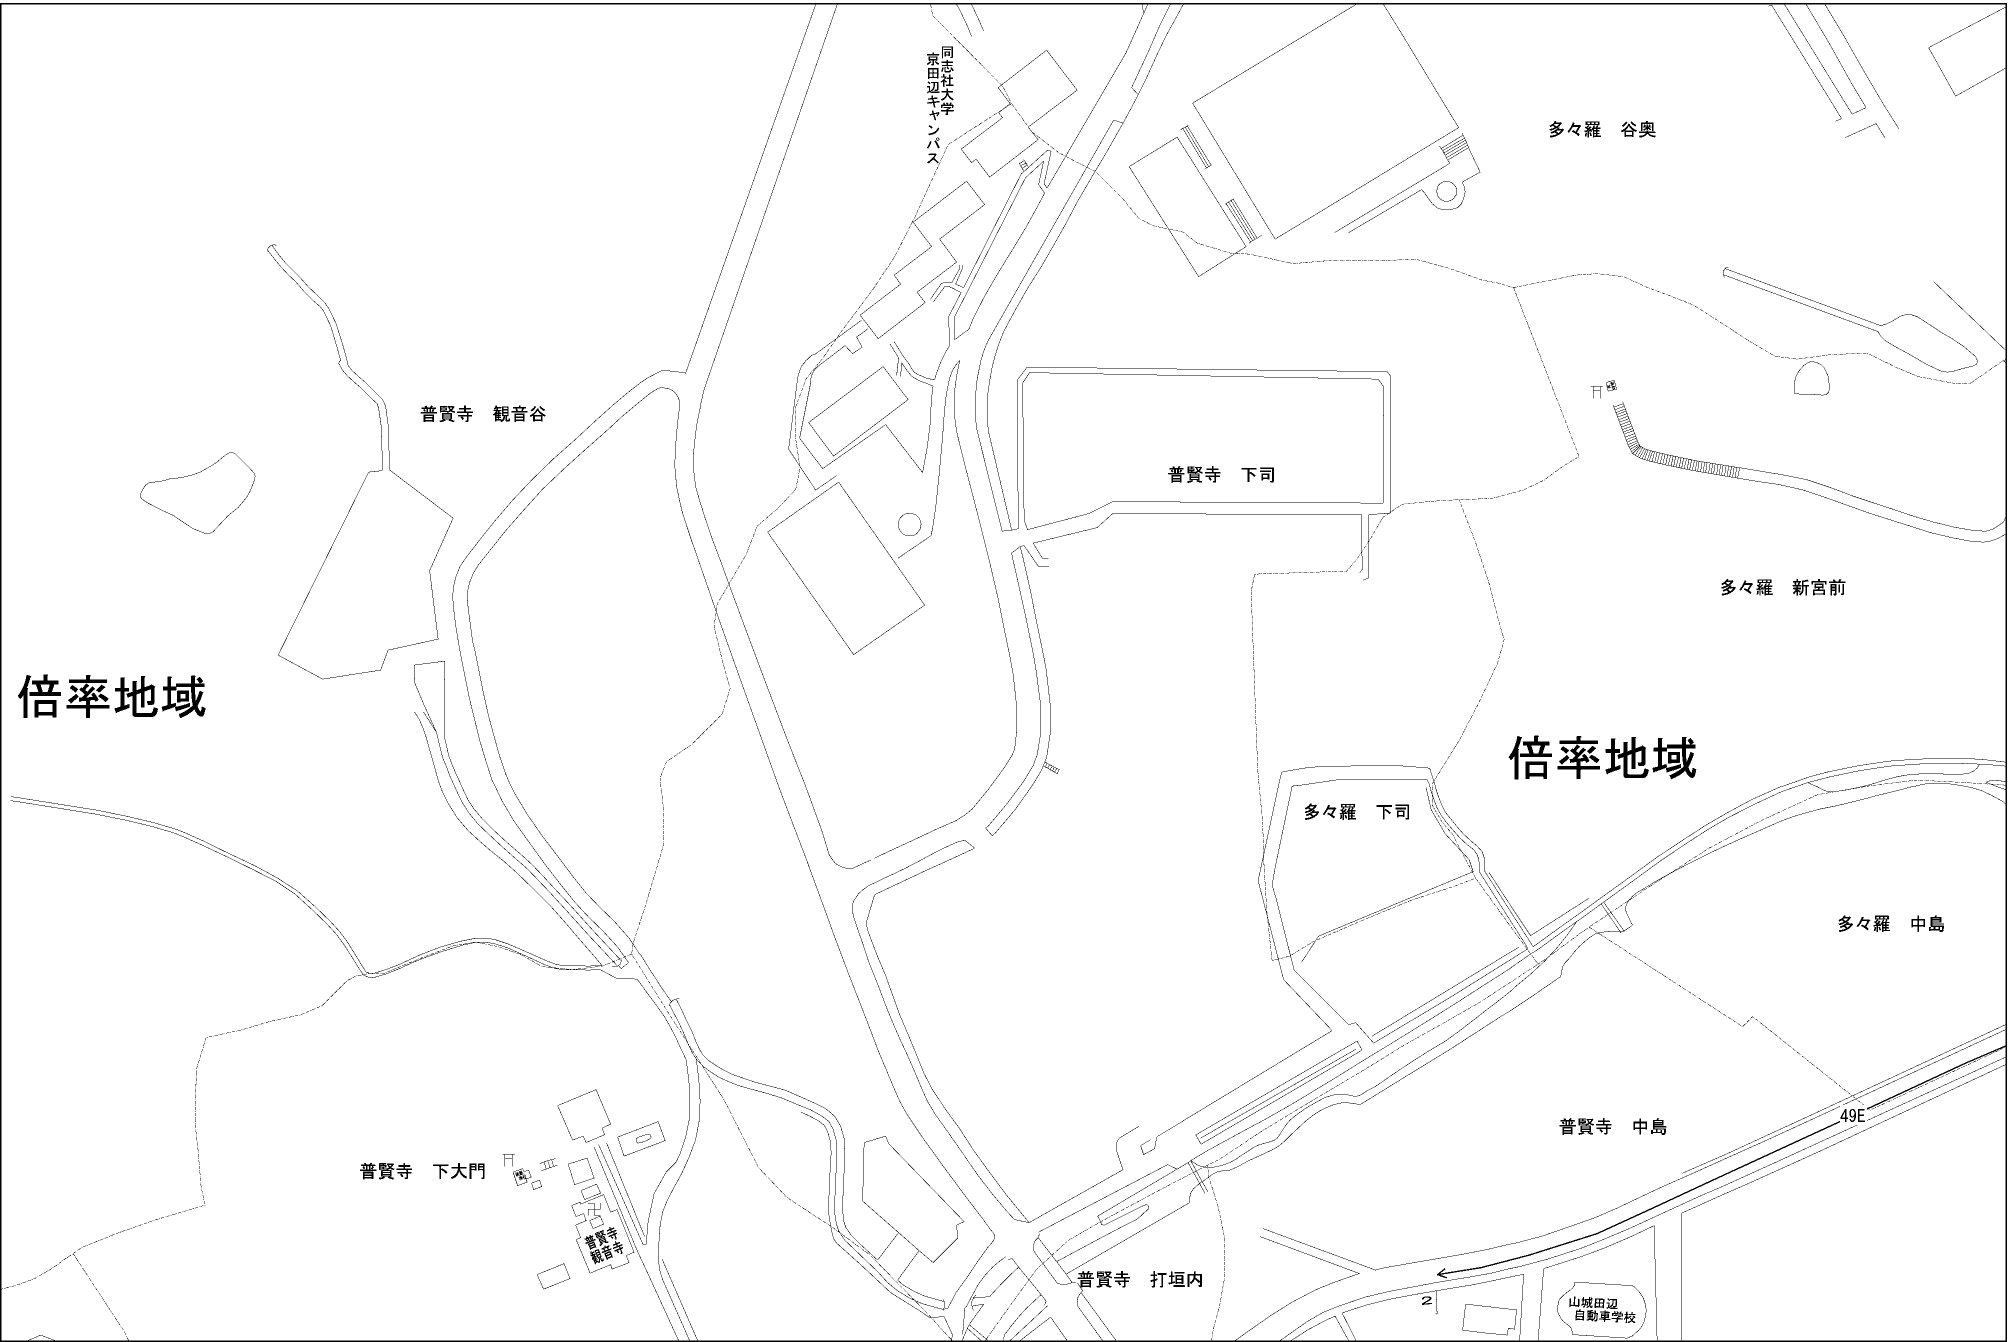 同志社大学
京田辺キャンパス
多々羅　谷奥
普賢寺　観音谷
普賢寺　下司
多々羅　新宮前
倍率地域
倍率地域
多々羅　下司
多々羅　中島
49E
普賢寺　中島
普賢寺　下大門
普賢寺
観音寺
普賢寺　打垣内
2
山城田辺
自動車学校